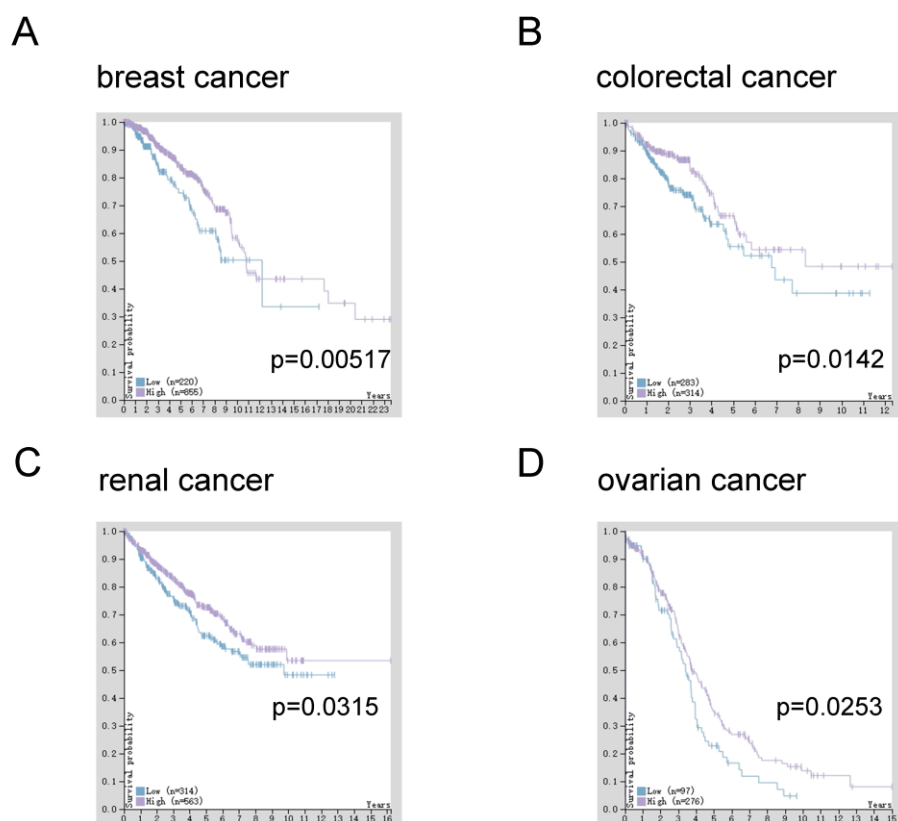 A
breast cancer
1.0
0.9
0.8
0.7
0.6
0.5
0.4
0.3
0.2
0.1
0.0
Survival probability
p=0.00517
Low (n=220)
High (n=855)
Years
0 1 2 3 4 5 6 7 8 9 10 11 12 13 14 15 16 17 18 19 20 21 22 23
B
colorectal cancer
1.0
0.9
0.8
0.7
0.6
0.5
0.4
0.3
0.2
0.1
0.0
Survival probability
p=0.0142
Low (n=283)
High (n=314)
Years
0 1 2 3 4 5 6 7 8 9 10 11 12
C
renal cancer
1.0
0.9
0.8
0.7
0.6
0.5
0.4
0.3
0.2
0.1
0.0
Survival probability
p=0.0315
Low (n=314)
High (n=563)
Years
0 1 2 3 4 5 6 7 8 9 10 11 12 13 14 15 16
D
ovarian cancer
1.0
0.9
0.8
0.7
0.6
0.5
0.4
0.3
0.2
0.1
0.0
Survival probability
p=0.0253
Low (n=97)
High (n=276)
Years
0 1 2 3 4 5 6 7 8 9 10 11 12 13 14 15